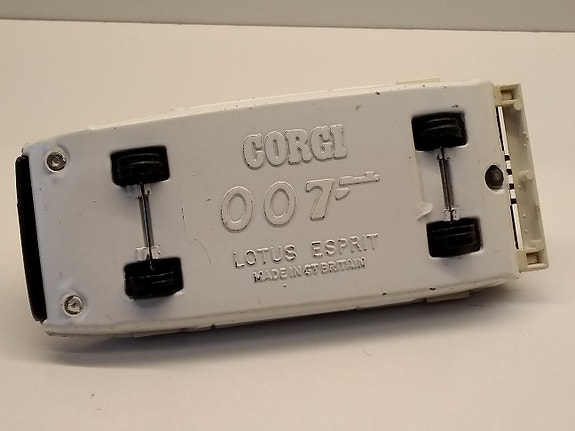 CORGI
007
LOTUS ESPRIT
MADE IN GT BRITAIN